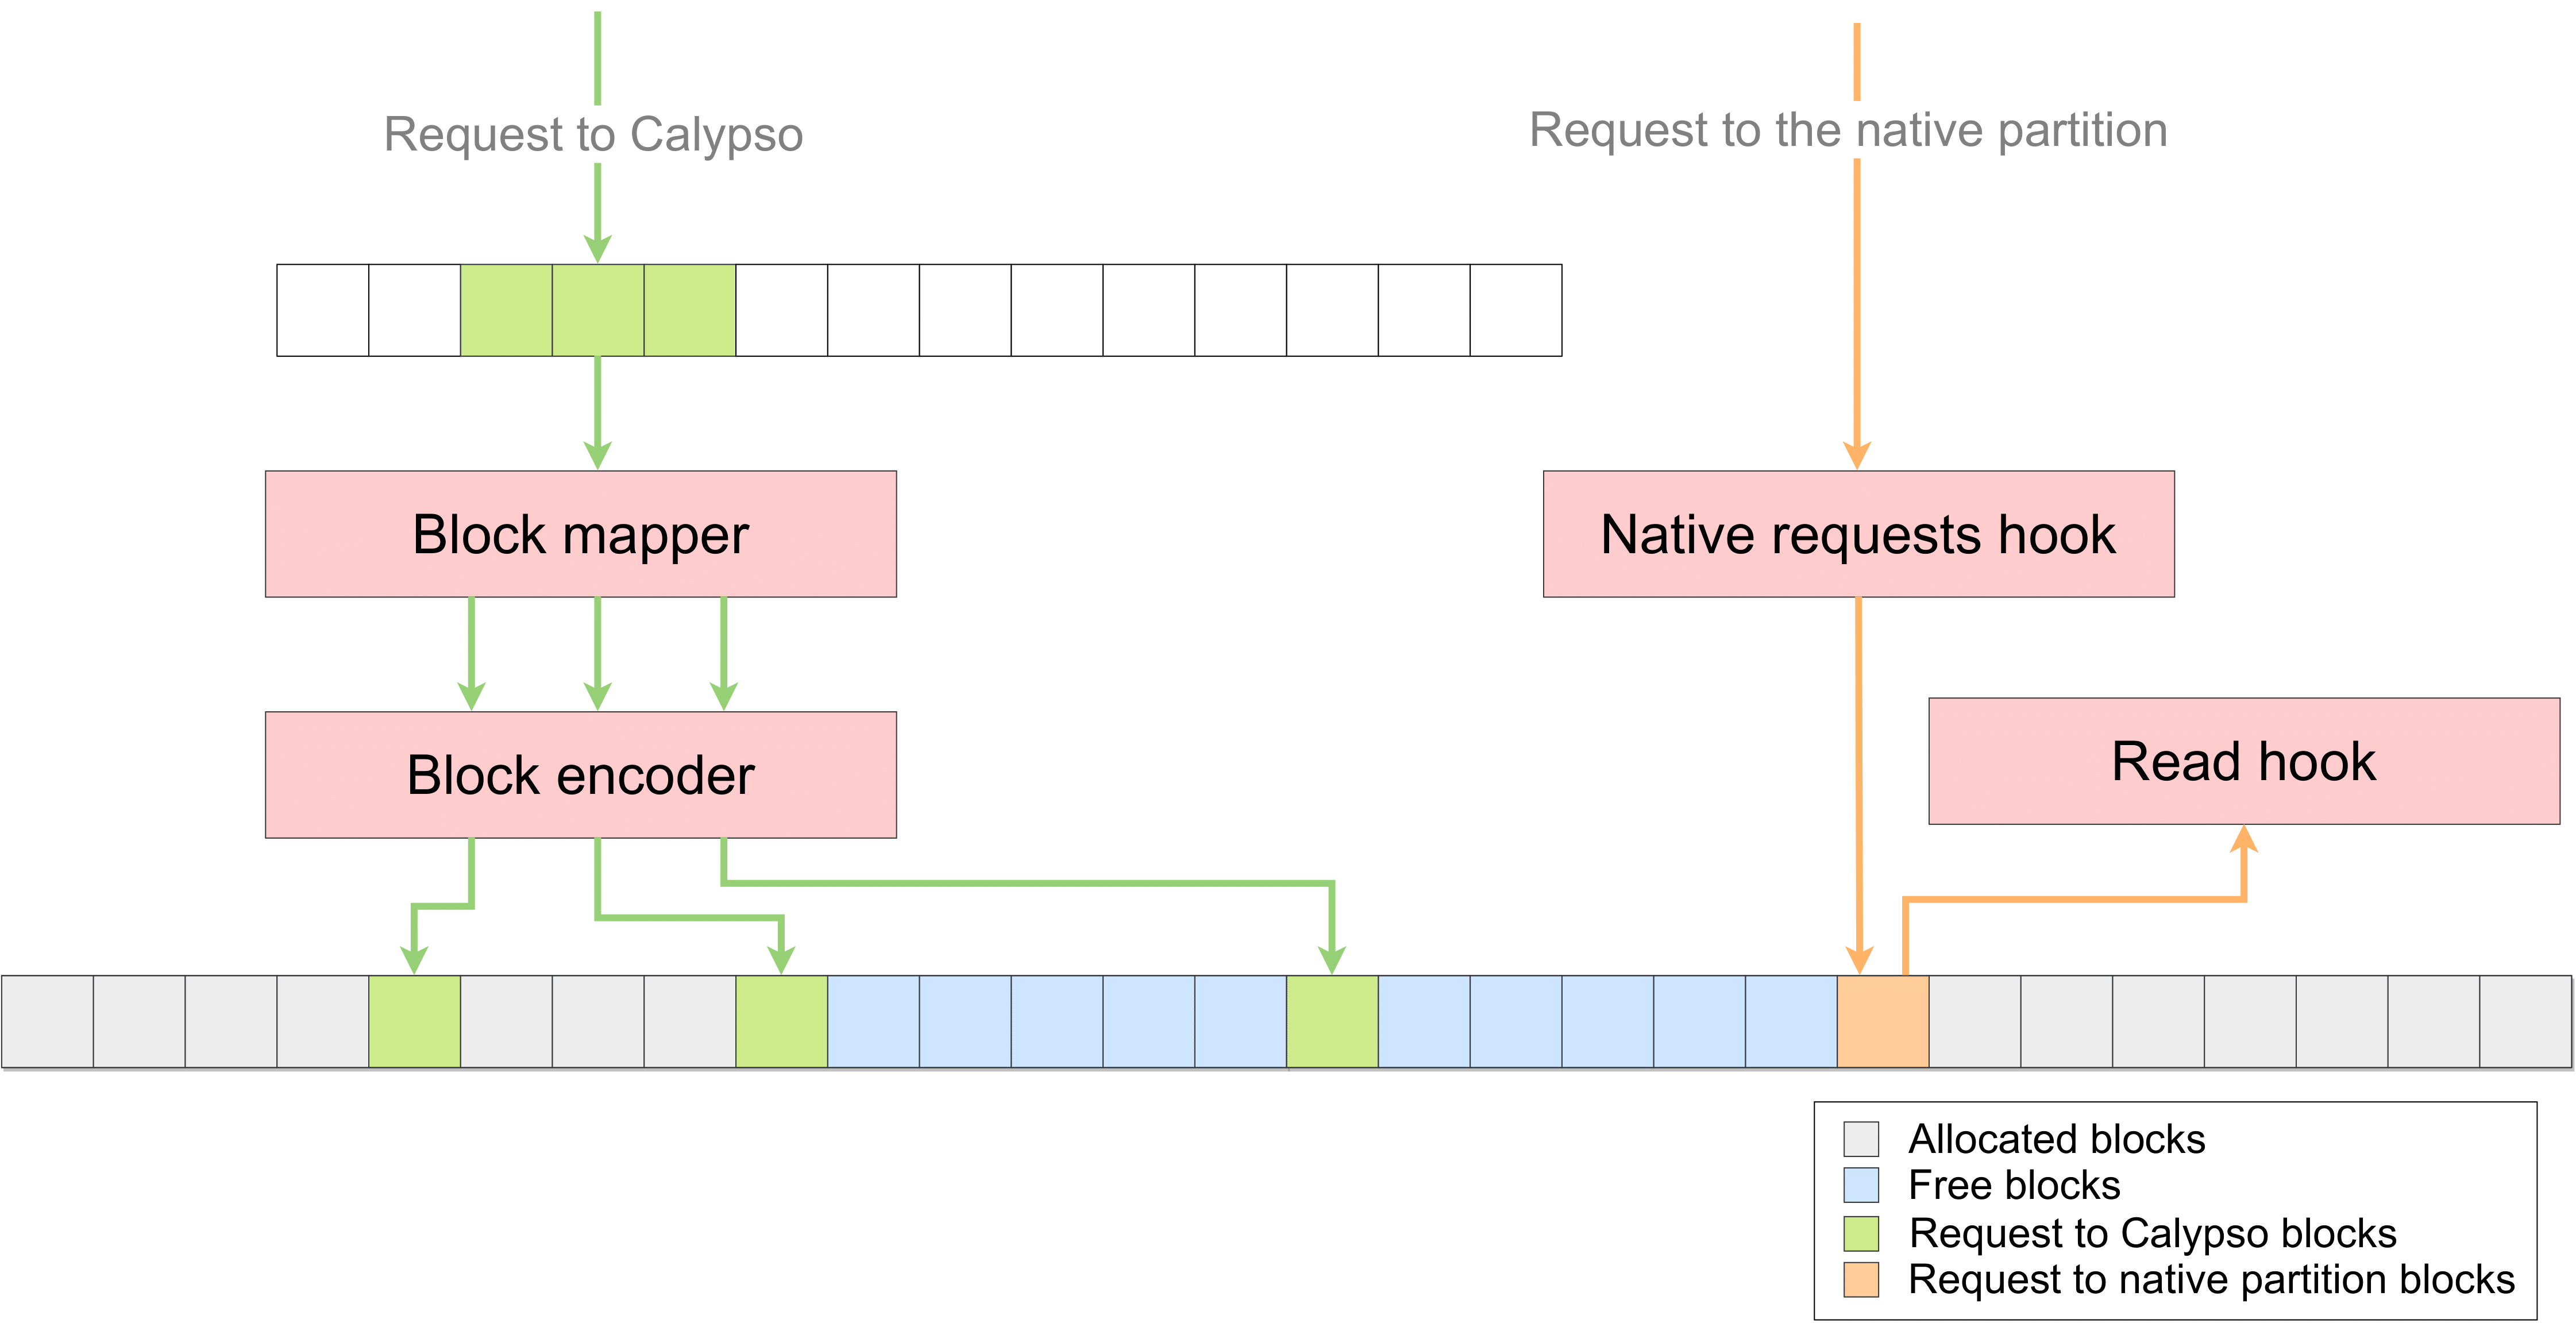 Request to Calypso
Request to the native partition
Block mapper
Native requests hook
Block encoder
Read hook
Allocated blocks
Free blocks
Request to Calypso blocks
Request to native partition blocks